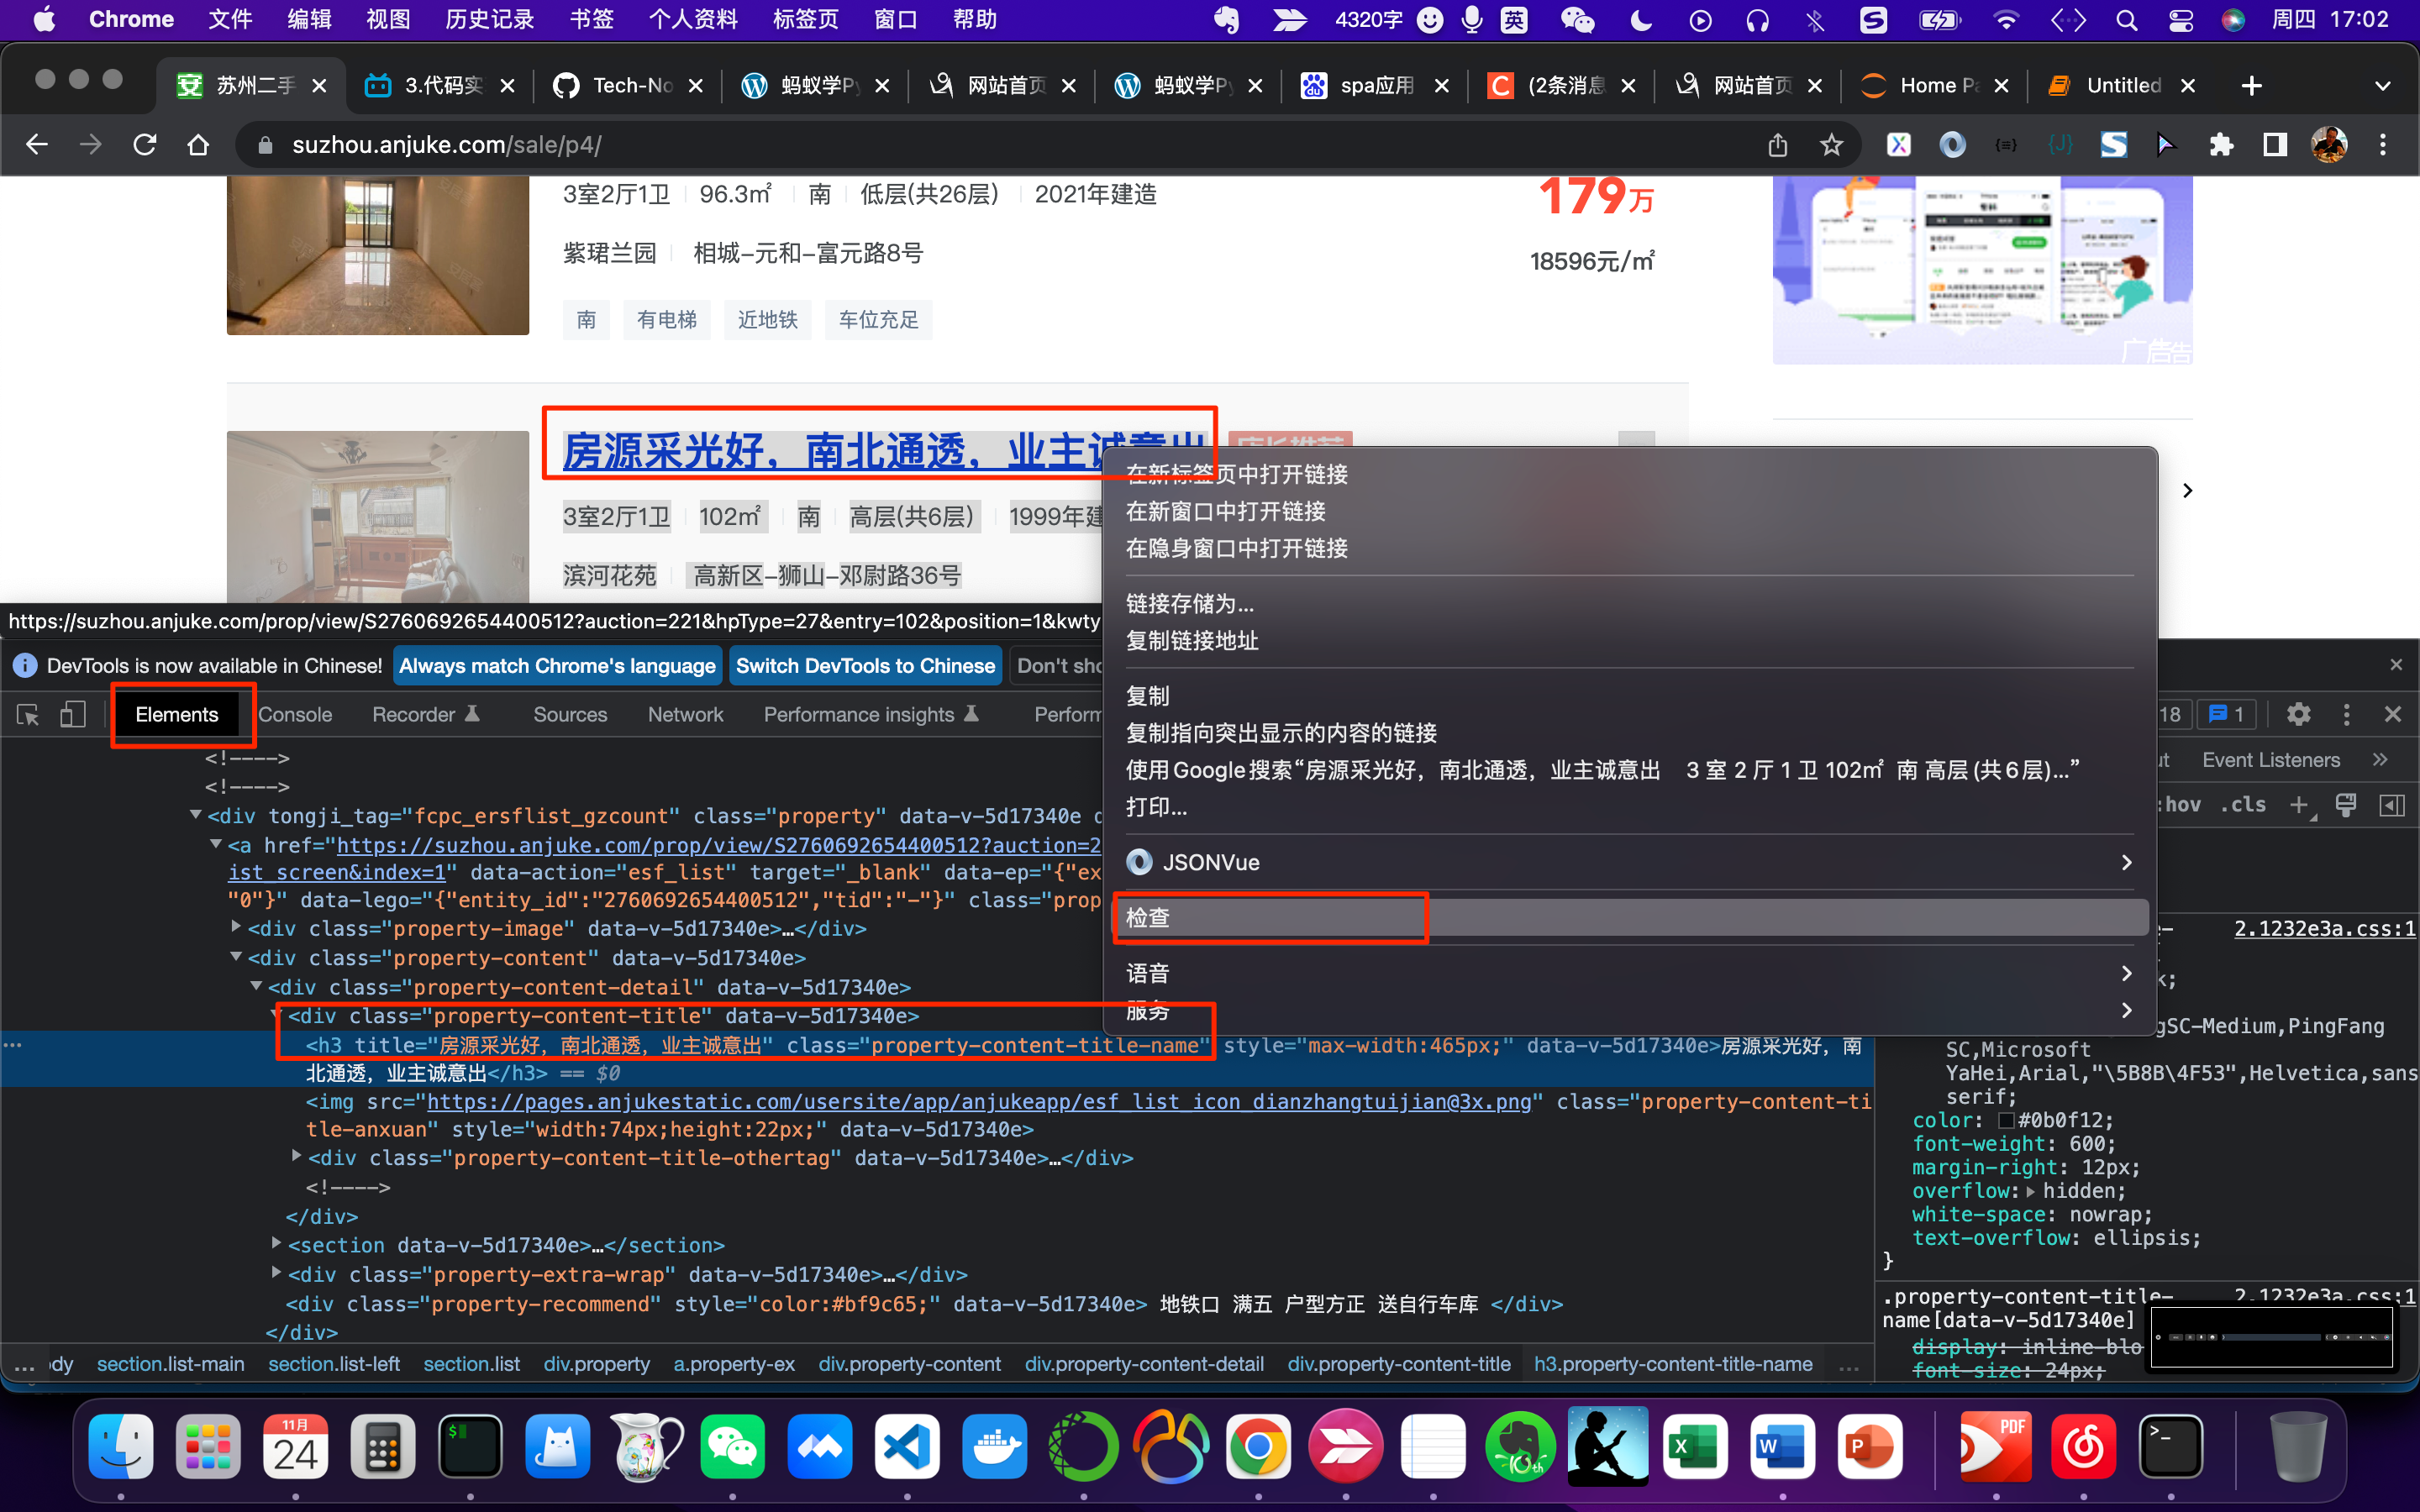 Chrome 文件 编辑 视图 历史记录 书签 个人资料 标签页 窗口 帮助 4320字 英 周四 17:02
苏州二手 3.代码实 Tech-No 蚂蚁学Py 网站首页 蚂蚁学Py spa应用 (2条消息 网站首页 Home Pa Untitled
suzhou.anjuke.com/sale/p4/
3室2厅1卫 96.3㎡ 南 低层(共26层) 2021年建造
179万
紫珺兰园 相城-元和-富元路8号
18596元/㎡
南 有电梯 近地铁 车位充足
广告
房源采光好，南北通透，业主诚意出
3室2厅1卫 102㎡ 南 高层(共6层) 1999年建
滨河花苑 高新区-狮山-邓尉路36号
在新标签页中打开链接
在新窗口中打开链接
在隐身窗口中打开链接
链接存储为...
复制链接地址
复制
复制指向突出显示的内容的链接
使用Google搜索“房源采光好，南北通透，业主诚意出 3 室 2 厅 1 卫 102㎡ 南 高层 (共 6 层)...”
打印...
JSONVue
检查
语音
服务
https://suzhou.anjuke.com/prop/view/S2760692654400512?auction=221&hpType=27&entry=102&position=1&kwty
DevTools is now available in Chinese! Always match Chrome's language Switch DevTools to Chinese Don't sho
Elements Console Recorder Sources Network Performance insights Perform 18 1
Event Listeners
:hov .cls
<!---->
<!---->
<div tongji_tag="fcpc_ersflist_gzcount" class="property" data-v-5d17340e
<a href="https://suzhou.anjuke.com/prop/view/S2760692654400512?auction=2
ist_screen&index=1" data-action="esf_list" target="_blank" data-ep="{"ex
"0"}" data-lego="{"entity_id":"2760692654400512","tid":"-"}" class="prop
<div class="property-image" data-v-5d17340e>…</div>
<div class="property-content" data-v-5d17340e>
<div class="property-content-detail" data-v-5d17340e>
<div class="property-content-title" data-v-5d17340e>
<h3 title="房源采光好，南北通透，业主诚意出" class="property-content-title-name" style="max-width:465px;" data-v-5d17340e>房源采光好，南
北通透，业主诚意出</h3> == $0
<img src="https://pages.anjukestatic.com/usersite/app/anjukeapp/esf_list_icon_dianzhangtuijian@3x.png" class="property-content-ti
tle-anxuan" style="width:74px;height:22px;" data-v-5d17340e>
<div class="property-content-title-othertag" data-v-5d17340e>…</div>
<!---->
</div>
<section data-v-5d17340e>…</section>
<div class="property-extra-wrap" data-v-5d17340e>…</div>
<div class="property-recommend" style="color:#bf9c65;" data-v-5d17340e> 地铁口 满五 户型方正 送自行车库 </div>
</div>
2.1232e3a.css:1
gSC-Medium,PingFang
SC,Microsoft
YaHei,Arial,"\5B8B\4F53",Helvetica,sans
serif;
color: #0b0f12;
font-weight: 600;
margin-right: 12px;
overflow: hidden;
white-space: nowrap;
text-overflow: ellipsis;
}
.property-content-title- 2.1232e3a.css:1
name[data-v-5d17340e]
display: inline-blo
font-size: 24px;
... dy section.list-main section.list-left section.list div.property a.property-ex div.property-content div.property-content-detail div.property-content-title h3.property-content-title-name ...
11月
24
PDF